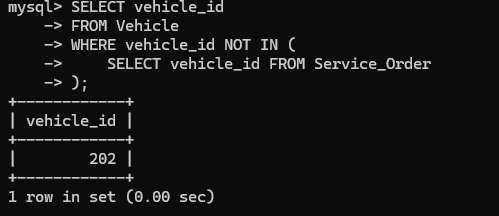 mysql> SELECT vehicle_id
    -> FROM Vehicle
    -> WHERE vehicle_id NOT IN (
    ->     SELECT vehicle_id FROM Service_Order
    -> );
+------------+
| vehicle_id |
+------------+
|        202 |
+------------+
1 row in set (0.00 sec)